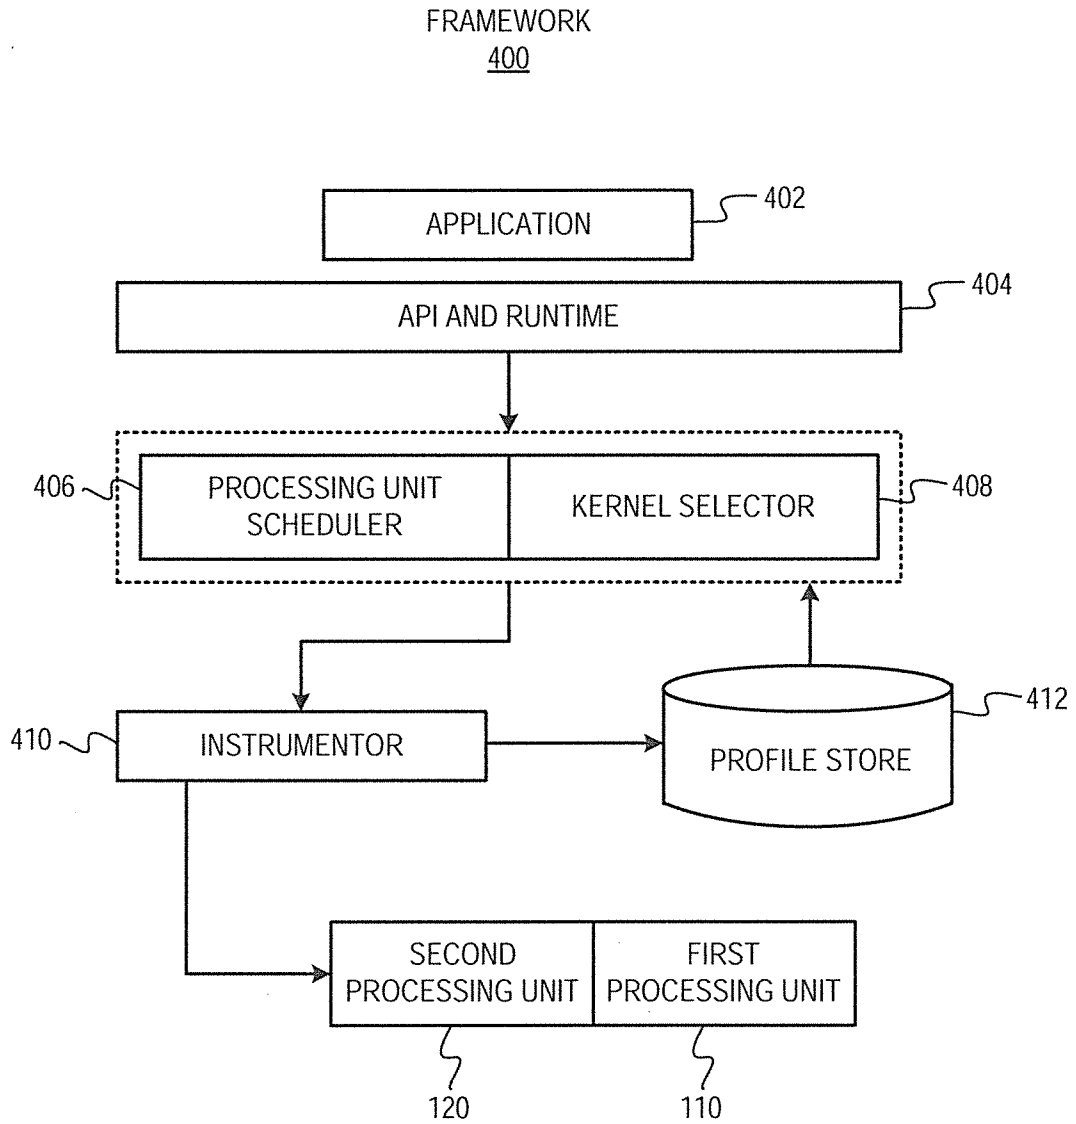 FRAMEWORK
400
APPLICATION
402
API AND RUNTIME
404
406
PROCESSING UNIT
SCHEDULER
KERNEL SELECTOR
408
410
INSTRUMENTOR
PROFILE STORE
412
SECOND
PROCESSING UNIT
FIRST
PROCESSING UNIT
120
110